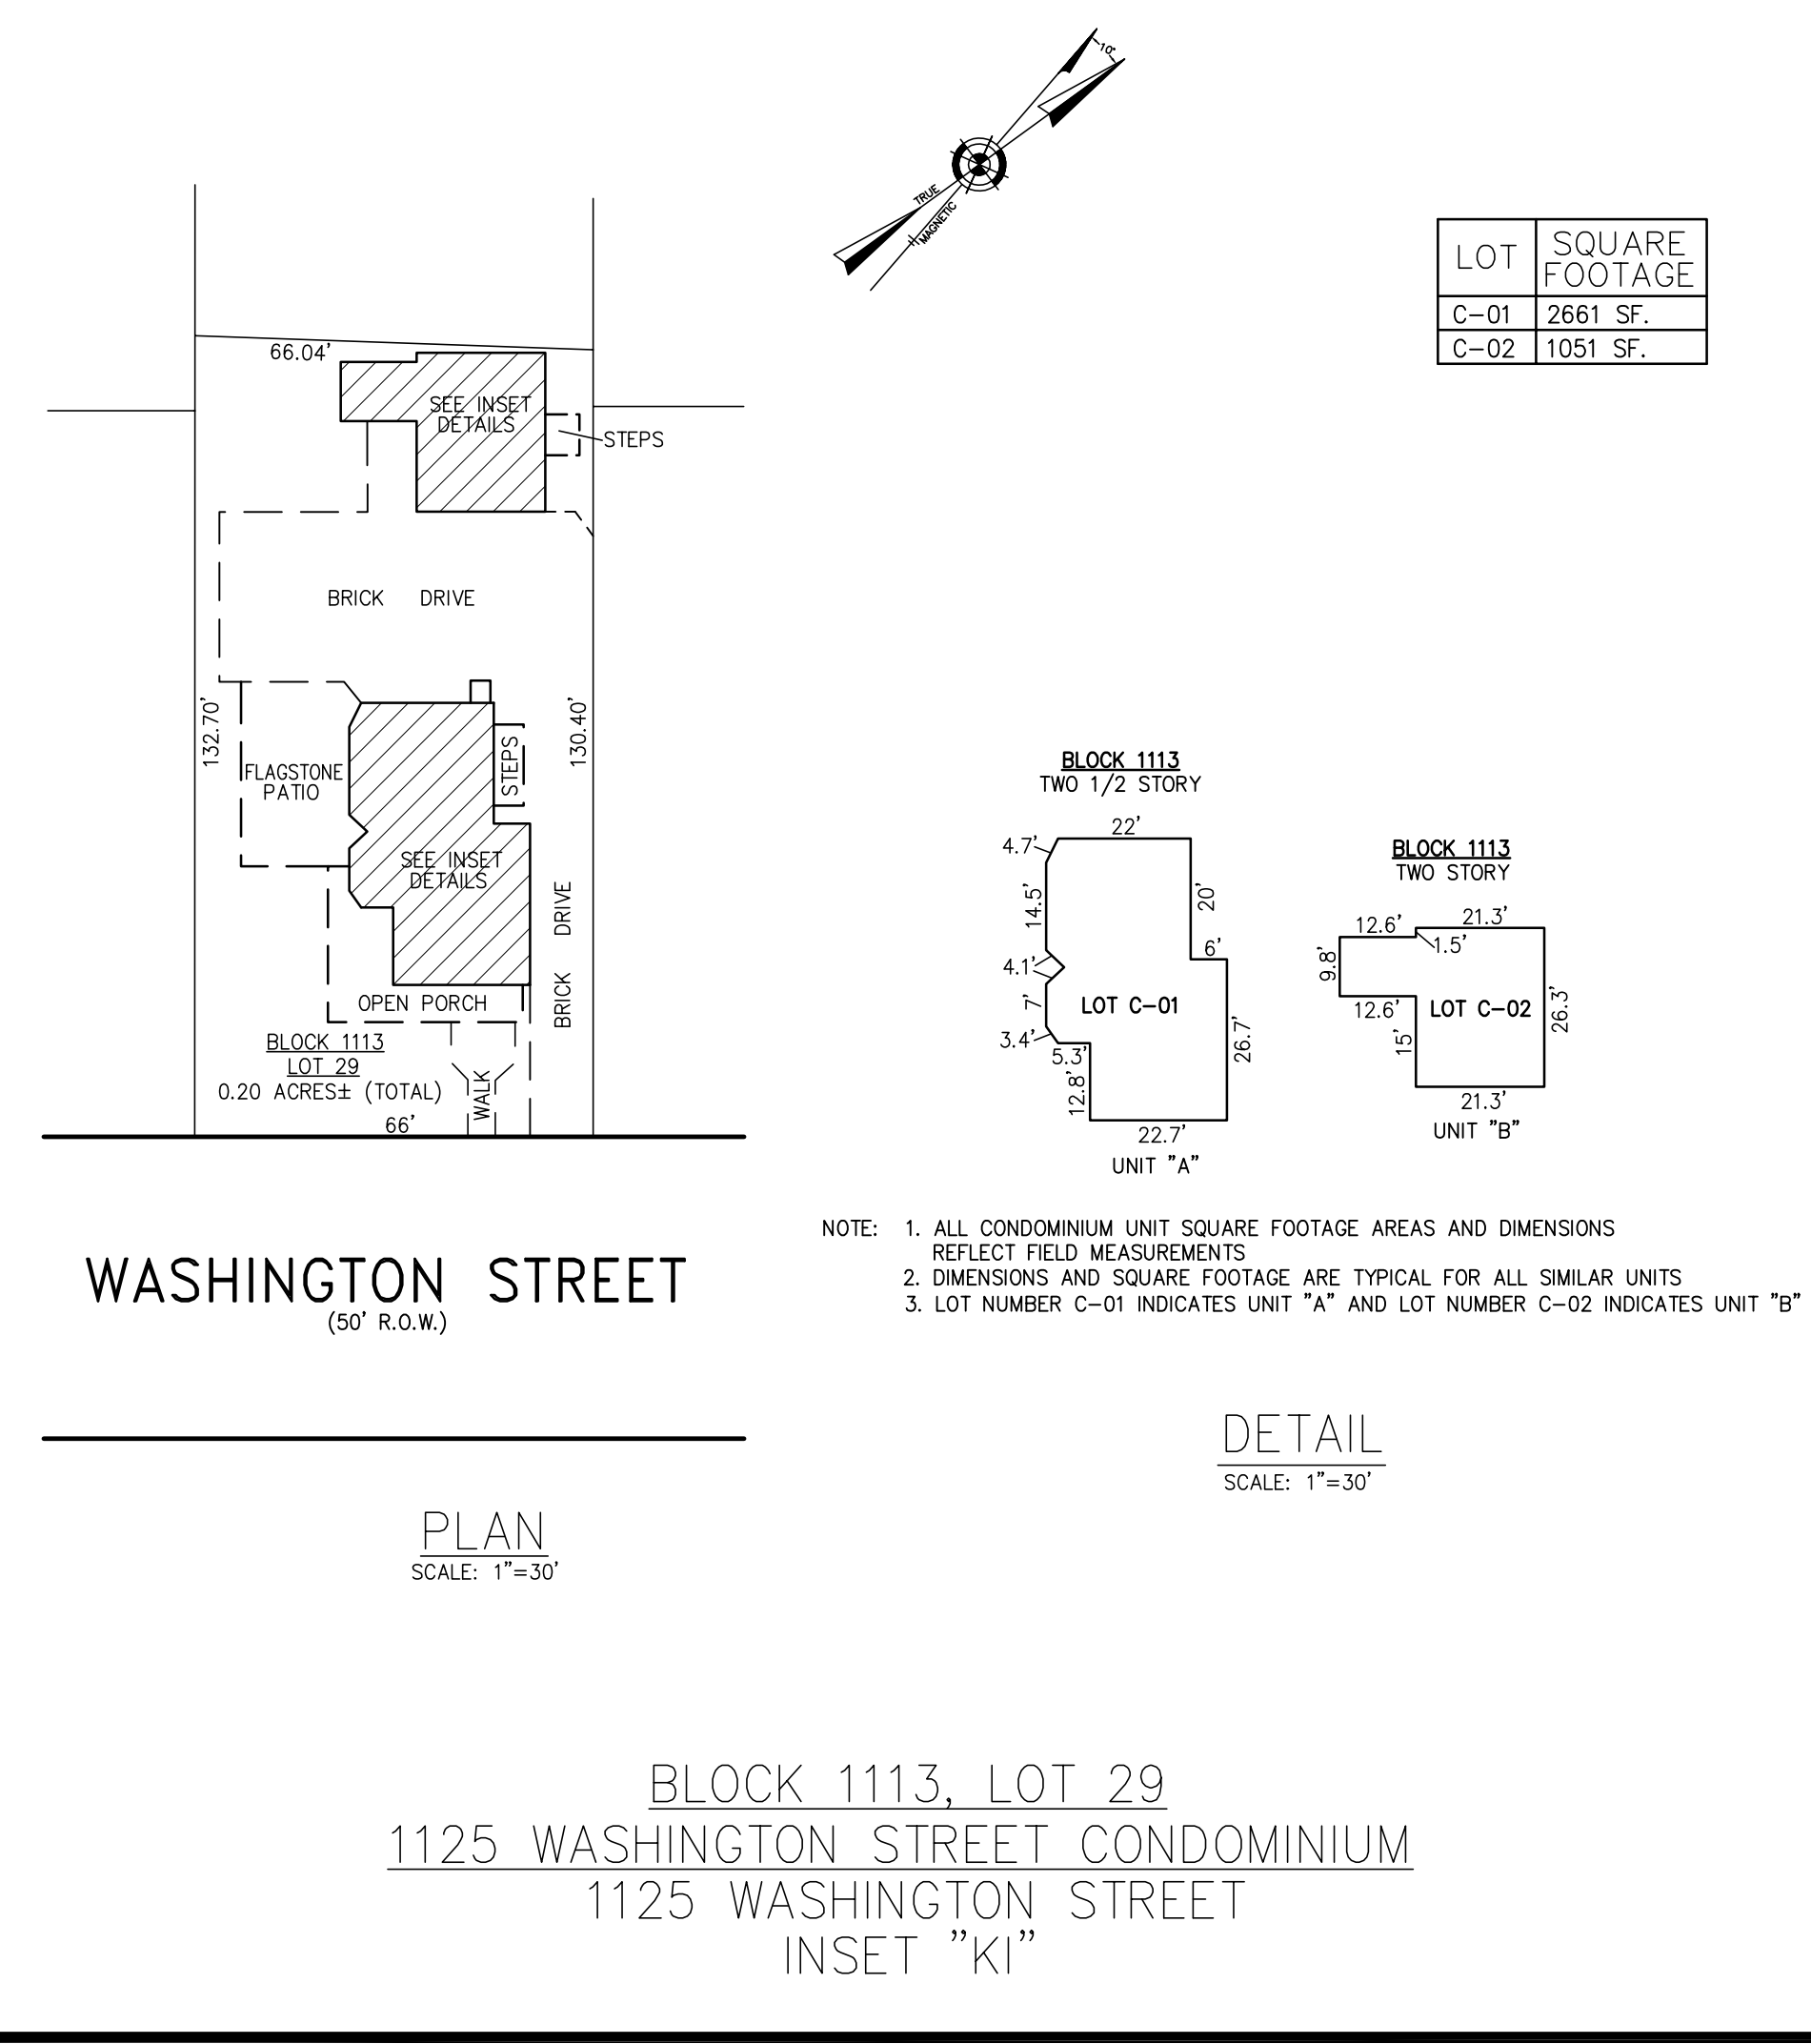 10°
TRUE
MAGNETIC
LOT
SQUARE
FOOTAGE
C-01 2661 SF.
C-02 1051 SF.
66.04'
SEE INSET
DETAILS
STEPS
BRICK DRIVE
132.70'
130.40'
STEPS
FLAGSTONE
PATIO
SEE INSET
DETAILS
BRICK DRIVE
OPEN PORCH
BLOCK 1113
LOT 29
0.20 ACRES± (TOTAL)
WALK
66'
WASHINGTON STREET
(50' R.O.W.)
PLAN
SCALE: 1"=30'
BLOCK 1113
TWO 1/2 STORY
22'
4.7'
14.5'
20'
6'
4.1'
7'
LOT C-01
3.4'
5.3'
26.7'
12.8'
22.7'
UNIT "A"
BLOCK 1113
TWO STORY
12.6'
21.3'
1.5'
9.8'
12.6'
LOT C-02
26.3'
15'
21.3'
UNIT "B"
NOTE: 1. ALL CONDOMINIUM UNIT SQUARE FOOTAGE AREAS AND DIMENSIONS
REFLECT FIELD MEASUREMENTS
2. DIMENSIONS AND SQUARE FOOTAGE ARE TYPICAL FOR ALL SIMILAR UNITS
3. LOT NUMBER C-01 INDICATES UNIT "A" AND LOT NUMBER C-02 INDICATES UNIT "B"
DETAIL
SCALE: 1"=30'
BLOCK 1113, LOT 29
1125 WASHINGTON STREET CONDOMINIUM
1125 WASHINGTON STREET
INSET "KI"